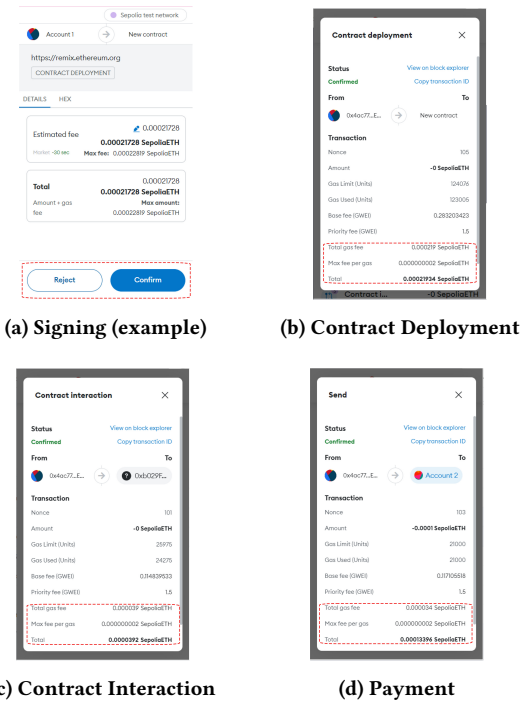 Sepolia test network
Account 1 New contract
https://remix.ethereum.org
CONTRACT DEPLOYMENT
DETAILS HEX
Estimated fee 0.00021728
0.00021728 SepoliaETH
Market ~30 sec Max fee: 0.00022819 SepoliaETH
Total 0.00021728
0.00021728 SepoliaETH
Amount + gas fee Max amount: 0.00022819 SepoliaETH
Reject Confirm
(a) Signing (example)
Contract deployment
Status View on block explorer
Confirmed Copy transaction ID
From To
0x4ac77...E... New contract
Transaction
Nonce 105
Amount -0 SepoliaETH
Gas Limit (Units) 124076
Gas Used (Units) 123005
Base fee (GWEI) 0.283203423
Priority fee (GWEI) 1.5
Total gas fee 0.000219 SepoliaETH
Max fee per gas 0.000000002 SepoliaETH
Total 0.00021934 SepoliaETH
Contract i... -0 SepoliaETH
(b) Contract Deployment
Contract interaction
Status View on block explorer
Confirmed Copy transaction ID
From To
0x4ac77...E... 0xb029F...
Transaction
Nonce 101
Amount -0 SepoliaETH
Gas Limit (Units) 25975
Gas Used (Units) 24275
Base fee (GWEI) 0.114839533
Priority fee (GWEI) 1.5
Total gas fee 0.000039 SepoliaETH
Max fee per gas 0.000000002 SepoliaETH
Total 0.0000392 SepoliaETH
c) Contract Interaction
Send
Status View on block explorer
Confirmed Copy transaction ID
From To
0x4ac77...E... Account 2
Transaction
Nonce 103
Amount -0.0001 SepoliaETH
Gas Limit (Units) 21000
Gas Used (Units) 21000
Base fee (GWEI) 0.117105518
Priority fee (GWEI) 1.5
Total gas fee 0.000034 SepoliaETH
Max fee per gas 0.000000002 SepoliaETH
Total 0.00013396 SepoliaETH
(d) Payment